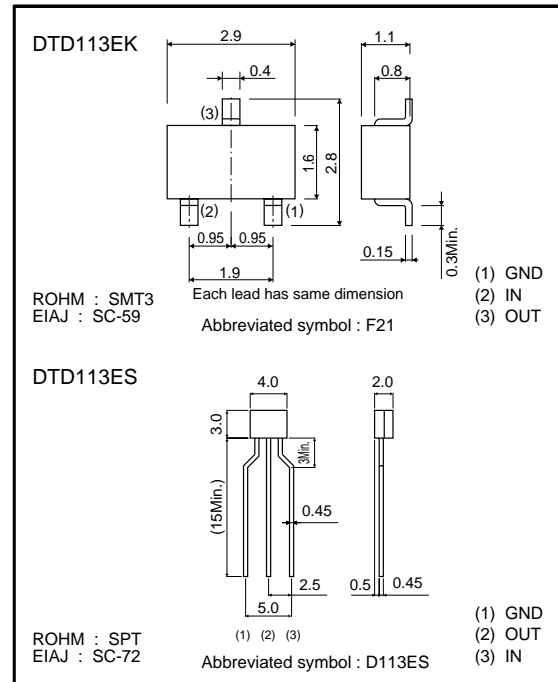 DTD113EK
2.9
1.1
0.4
0.8
(3)
1.6
2.8
(2)
(1)
0.95
0.95
0.15
0.3Min.
1.9
Each lead has same dimension
ROHM : SMT3
EIAJ : SC-59
Abbreviated symbol : F21
(1) GND
(2) IN
(3) OUT
DTD113ES
4.0
2.0
3.0
3Min.
(15Min.)
0.45
2.5
0.5
0.45
5.0
(1) (2) (3)
ROHM : SPT
EIAJ : SC-72
Abbreviated symbol : D113ES
(1) GND
(2) OUT
(3) IN